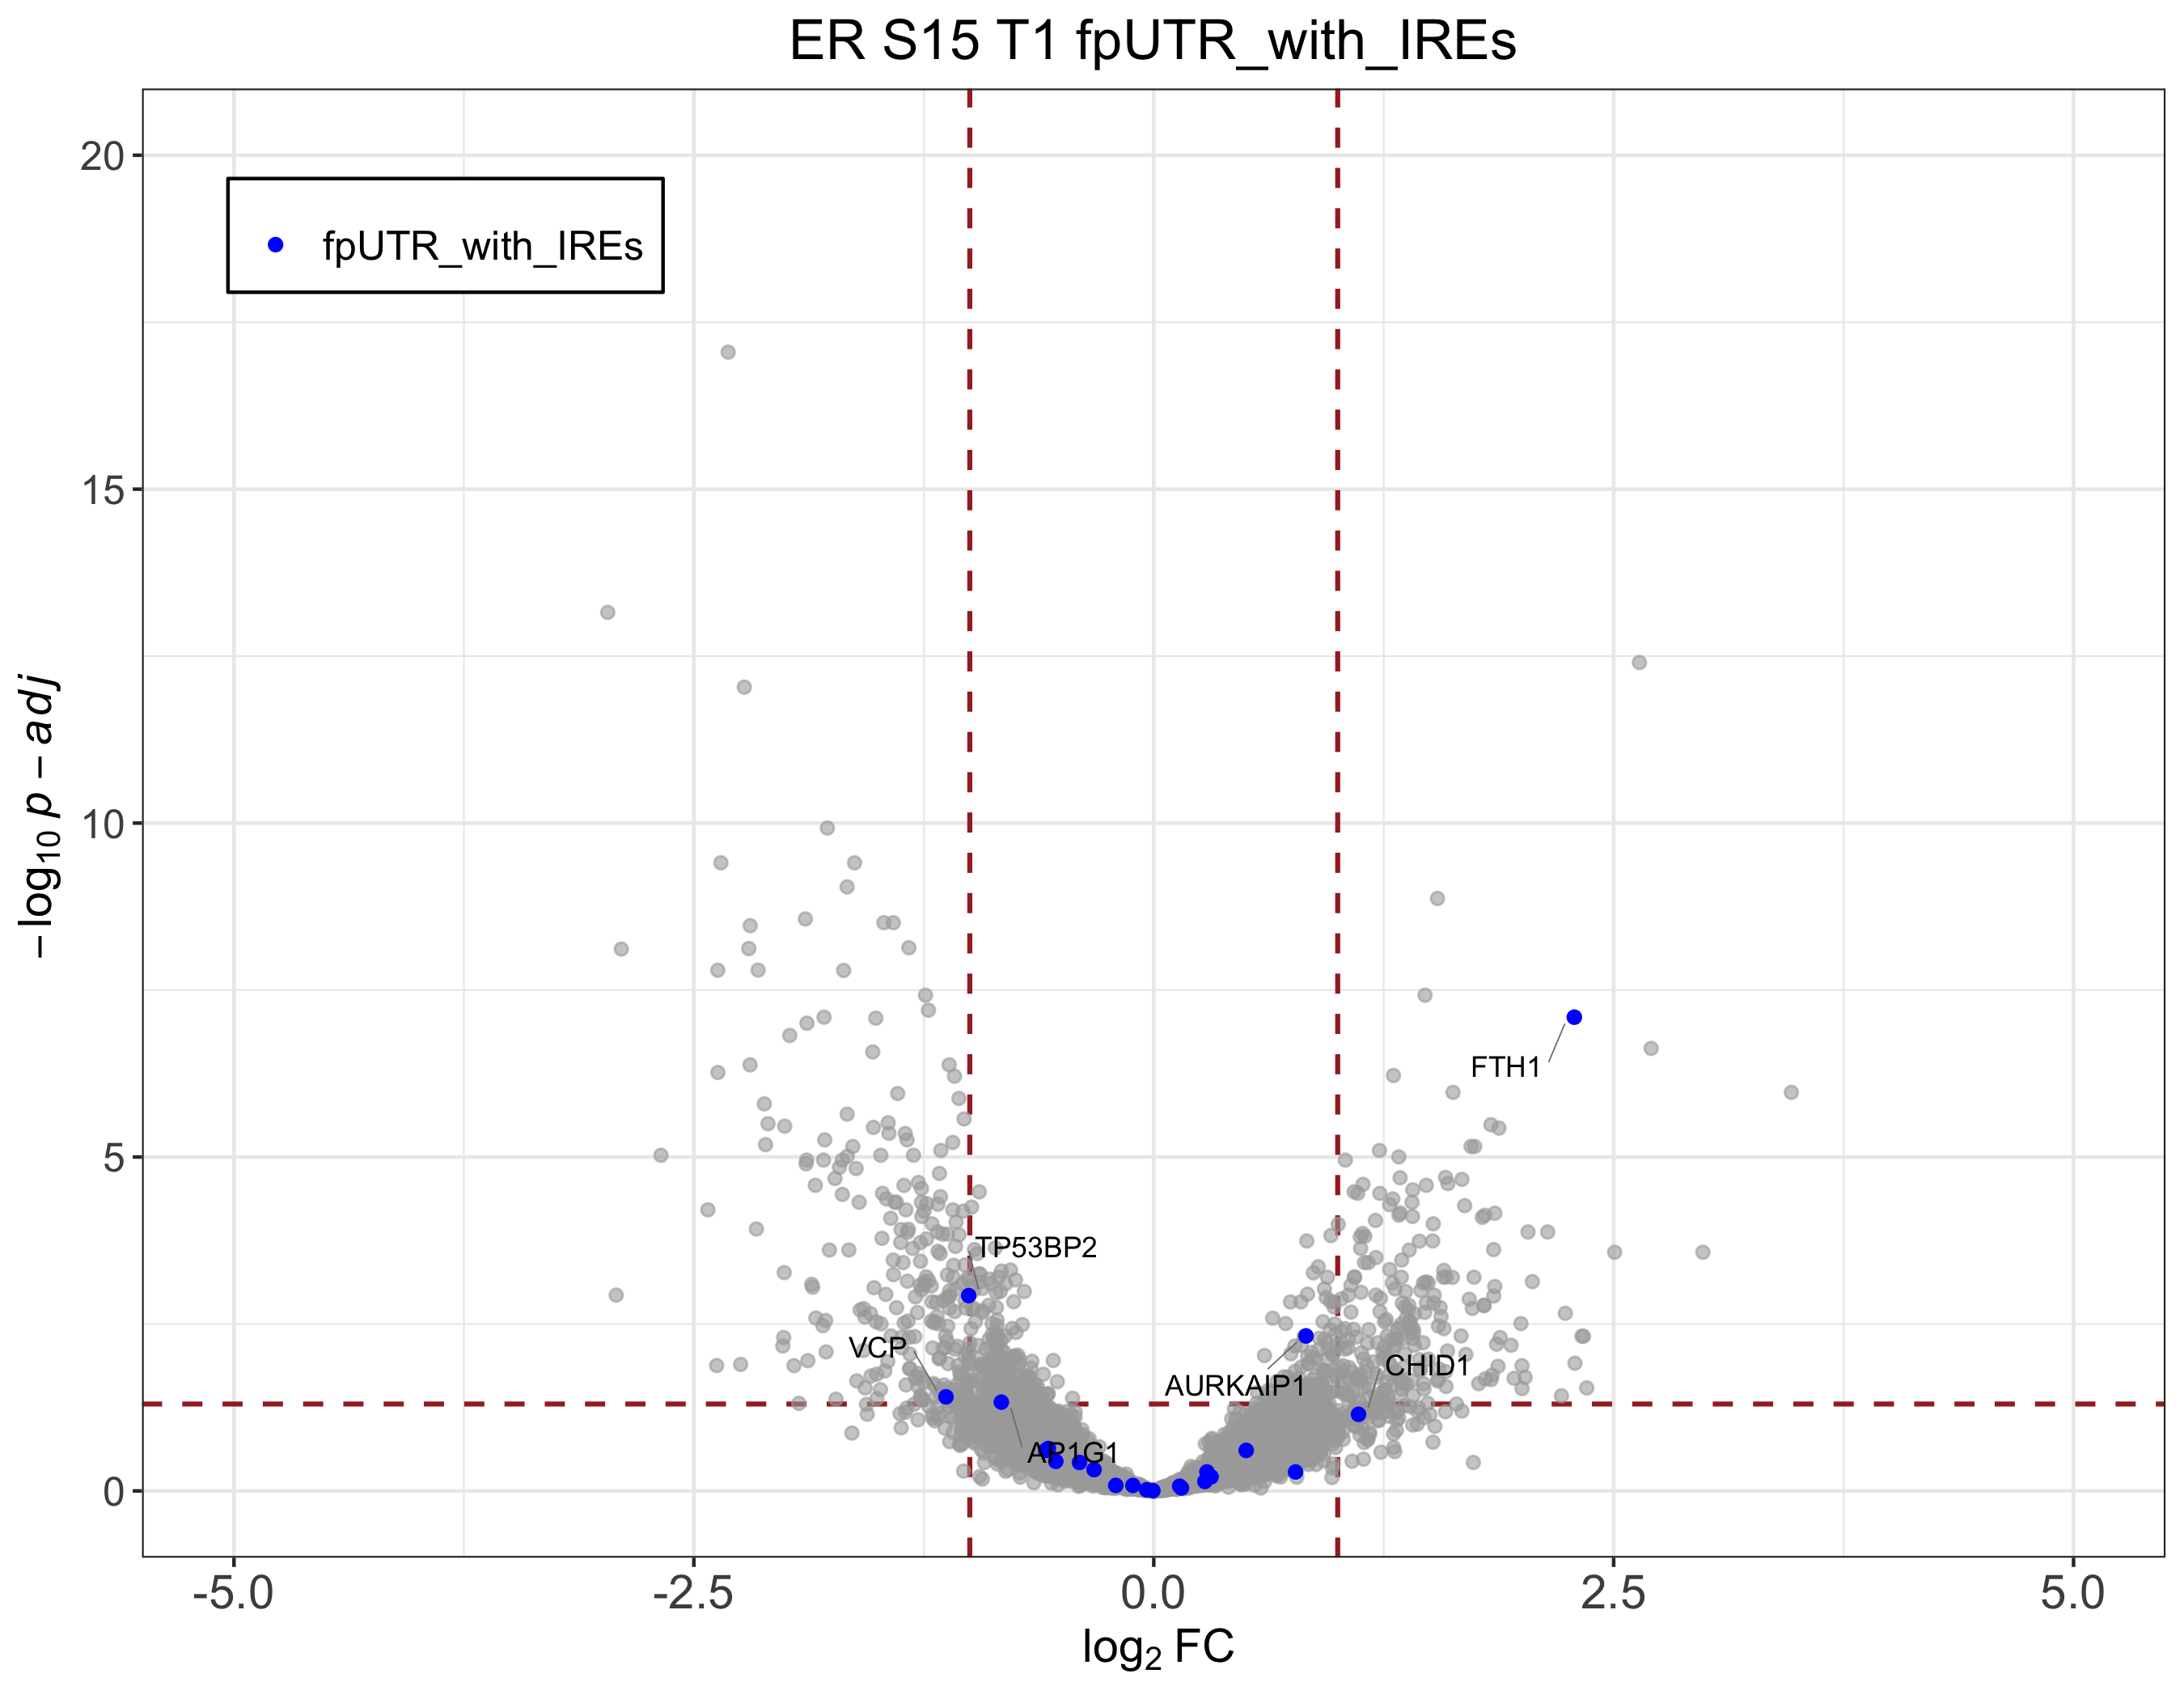 ER S15 T1 fpUTR_with_IREs
20
fpUTR_with_IREs
15
10
5
0
−log10 p − adj
FTH1
TP53BP2
VCP
CHID1
AURKAIP1
AP1G1
-5.0
-2.5
0.0
2.5
5.0
log2 FC